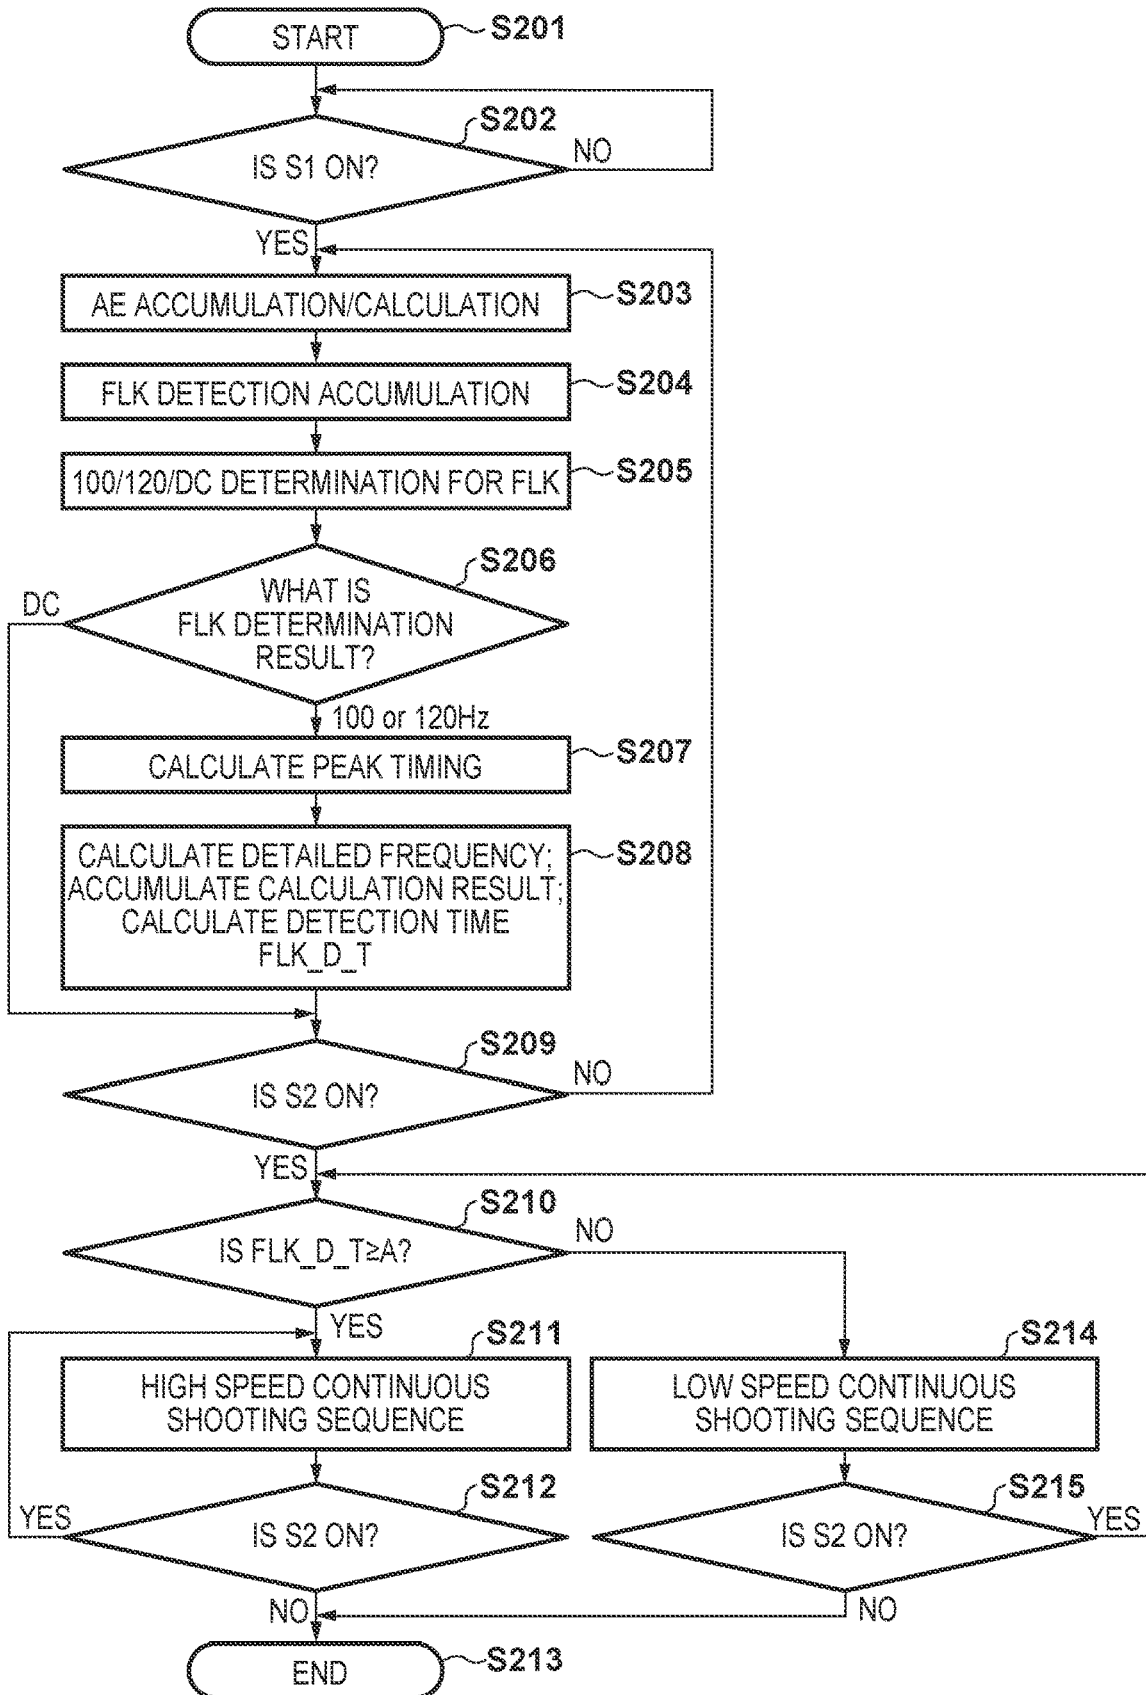 START
S201
S202
IS S1 ON?
NO
YES
AE ACCUMULATION/CALCULATION
S203
FLK DETECTION ACCUMULATION
S204
100/120/DC DETERMINATION FOR FLK
S205
S206
DC
WHAT IS
FLK DETERMINATION
RESULT?
100 or 120Hz
CALCULATE PEAK TIMING
S207
CALCULATE DETAILED FREQUENCY;
ACCUMULATE CALCULATION RESULT;
CALCULATE DETECTION TIME
FLK_D_T
S208
S209
IS S2 ON?
NO
YES
S210
IS FLK_D_T≥A?
NO
YES
S211
HIGH SPEED CONTINUOUS
SHOOTING SEQUENCE
S214
LOW SPEED CONTINUOUS
SHOOTING SEQUENCE
S212
YES
IS S2 ON?
NO
S215
IS S2 ON?
YES
NO
END
S213